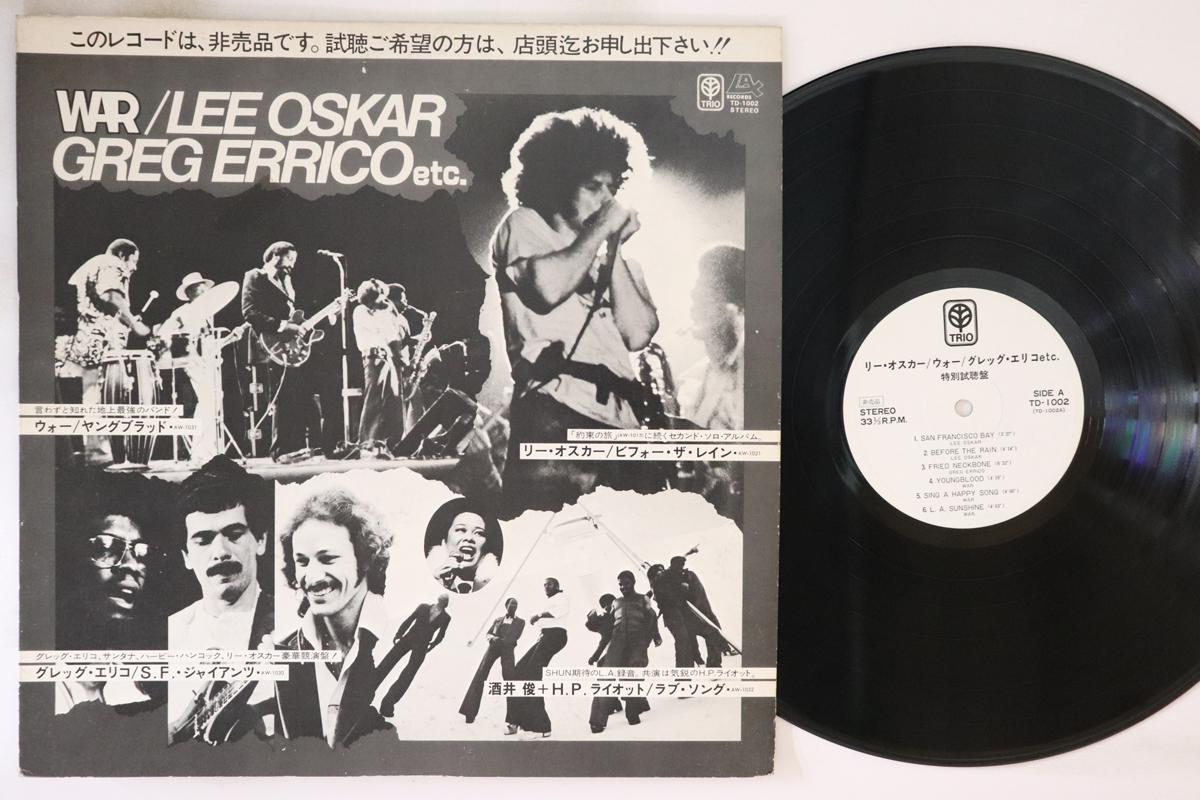 このレコードは、非売品です。試聴ご希望の方は、店頭迄お申し出下さい!!
WAR/LEE OSKAR
GREG ERRICO etc.
TRIO
LAX
RECORDS
TD-1002
STEREO
言わずと知れた地上最強のバンド!
ウォー/ヤングブラッド・AW-1031
「約束の旅」(AW-1013)に続くセカンド・ソロ・アルバム。
リー・オスカー/ビフォー・ザ・レイン・AW-1021
グレッグ・エリコ、サンタナ、ハービー・ハンコック、リー・オスカー豪華競演盤!
グレッグ・エリコ/S.F.・ジャイアンツ・AW-1030
SHUN期待のL.A.録音。共演は気鋭のH.P.ライオット。
酒井 俊+H.P.ライオット/ラブ・ソング・AW-1032
TRIO
リー・オスカー/ウォー/グレッグ・エリコetc.
特別試聴盤
非売品
STEREO
33⅓R.P.M.
SIDE A
TD-1002
(TD-1002A)
1. SAN FRANCISCO BAY
LEE OSKAR
2. BEFORE THE RAIN
LEE OSKAR
3. FRIED NECKBONE
GREG ERRICO
4. YOUNGBLOOD
WAR
5. SING A HAPPY SONG
WAR
6. L. A. SUNSHINE
WAR